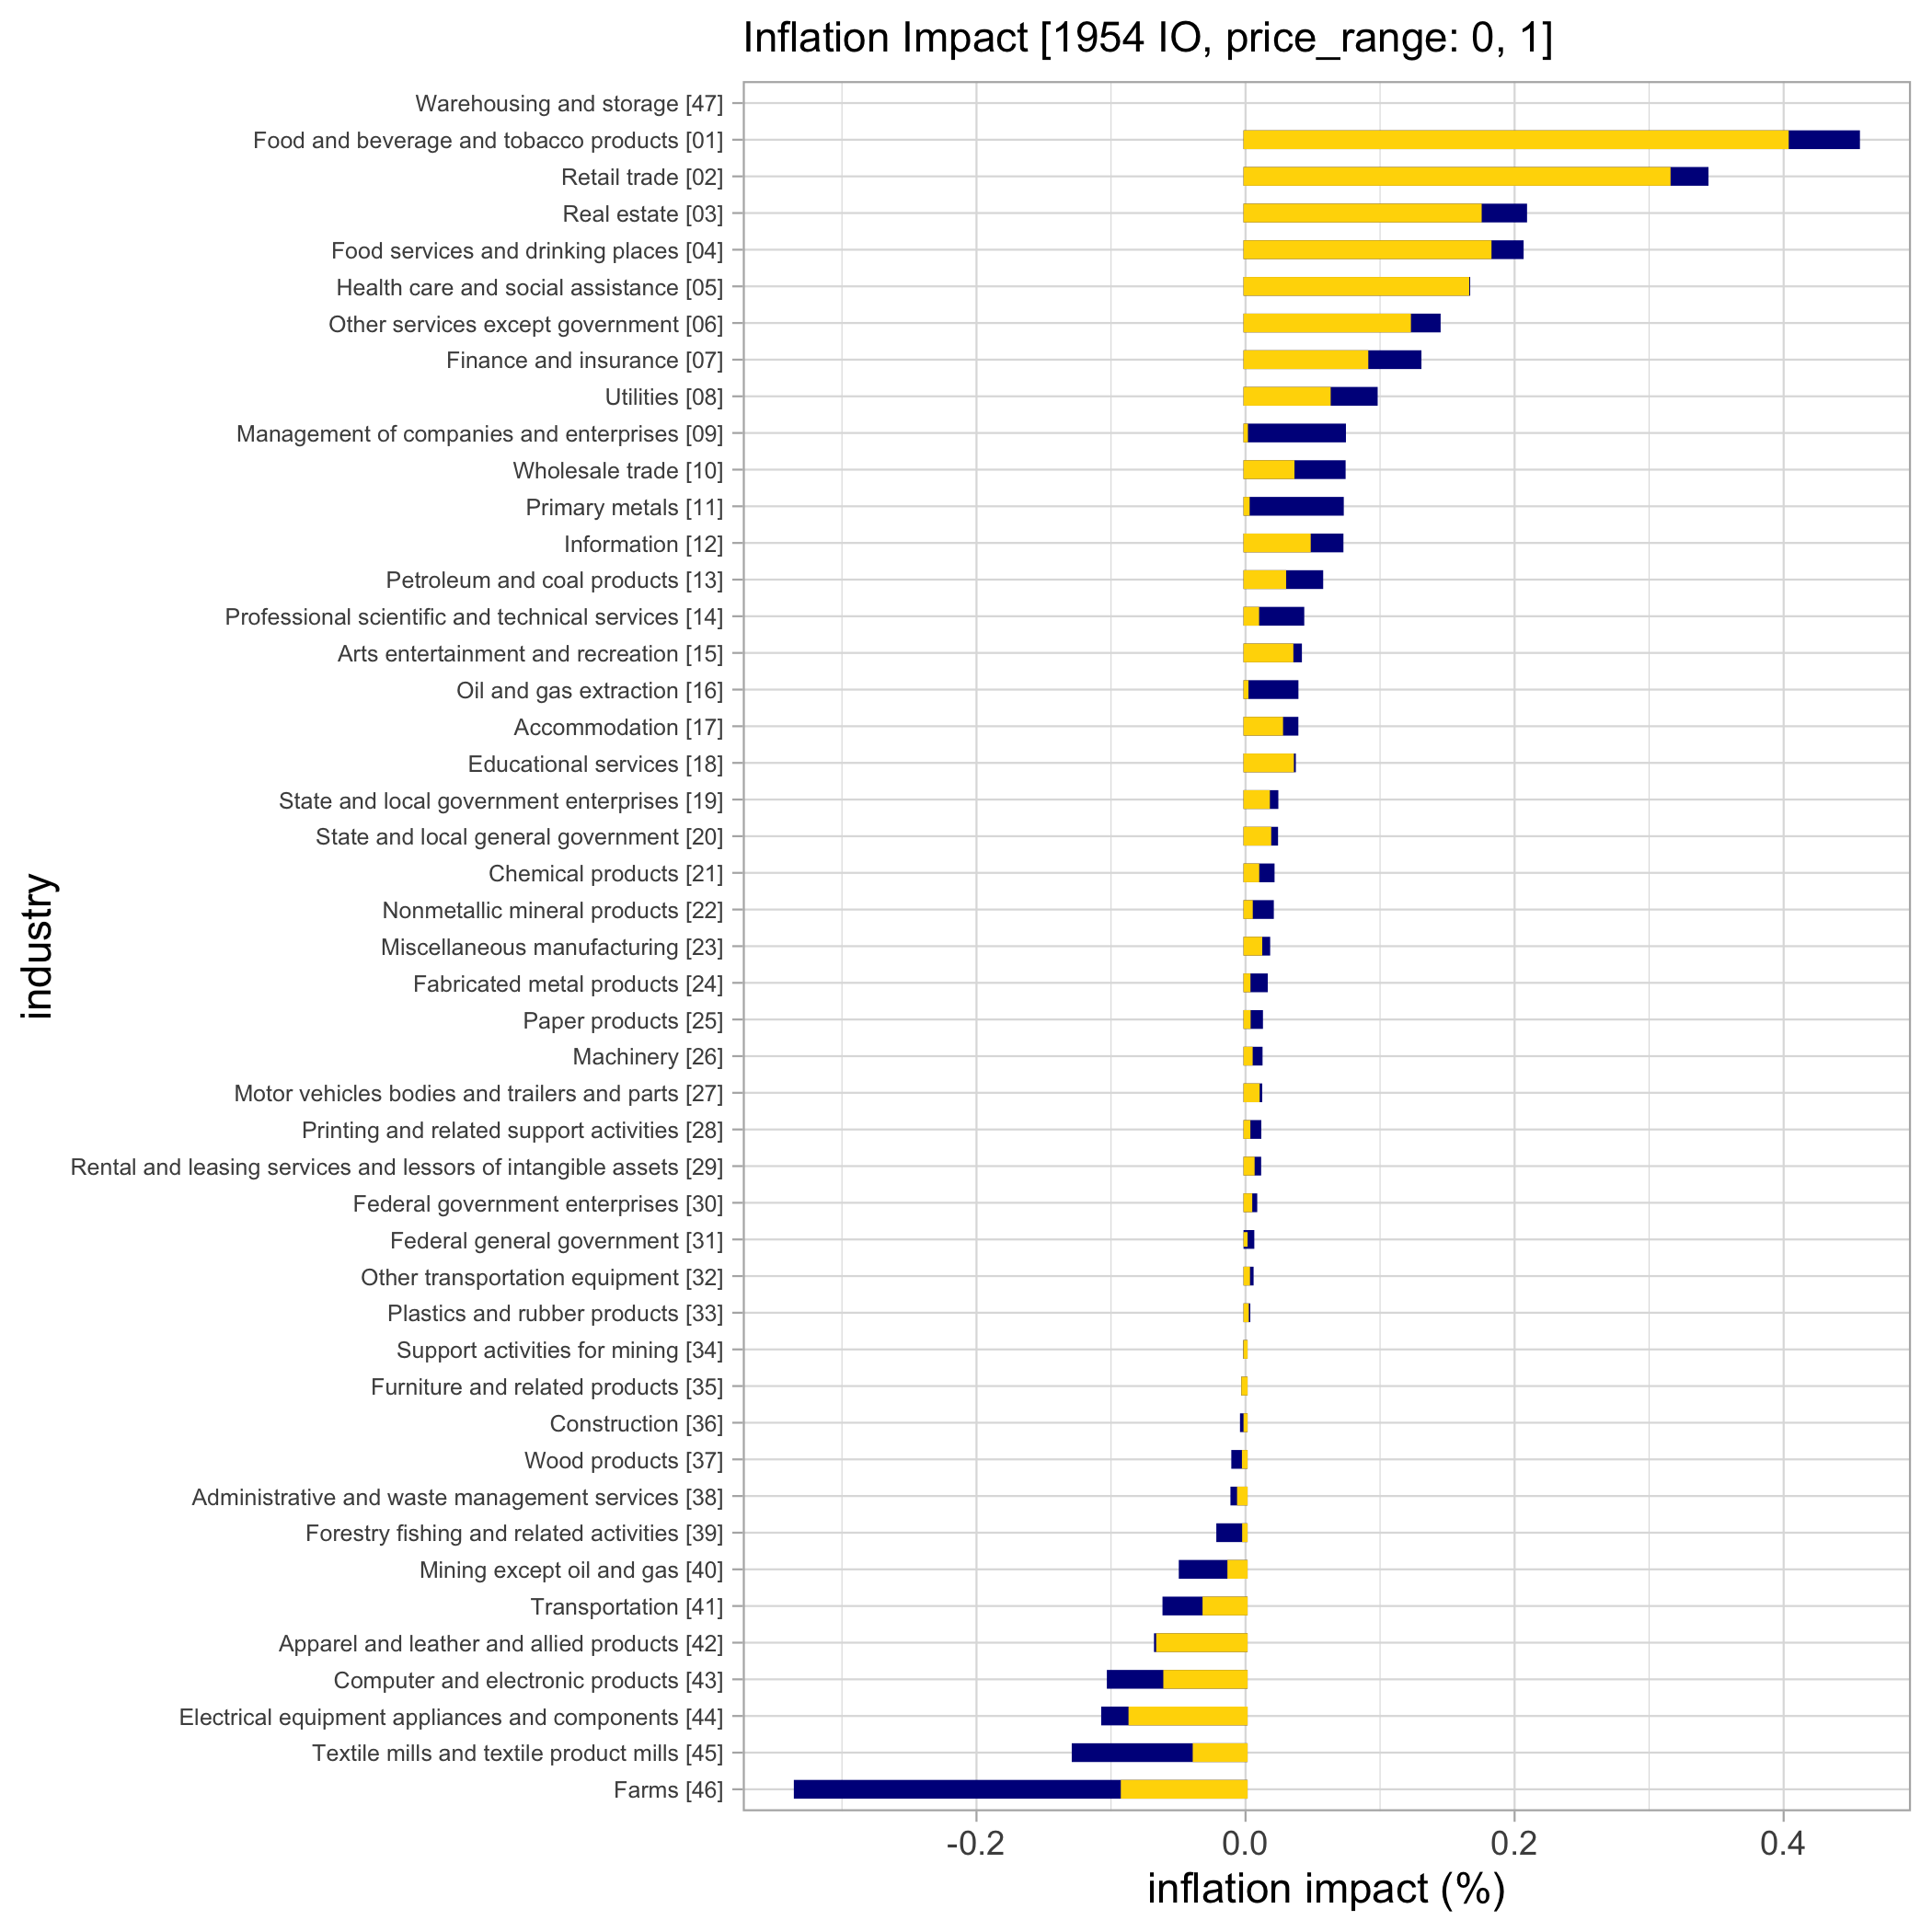 Inflation Impact [1954 IO, price_range: 0, 1]
Warehousing and storage [47]
Food and beverage and tobacco products [01]
Retail trade [02]
Real estate [03]
Food services and drinking places [04]
Health care and social assistance [05]
Other services except government [06]
Finance and insurance [07]
Utilities [08]
Management of companies and enterprises [09]
Wholesale trade [10]
Primary metals [11]
Information [12]
Petroleum and coal products [13]
Professional scientific and technical services [14]
Arts entertainment and recreation [15]
Oil and gas extraction [16]
Accommodation [17]
Educational services [18]
State and local government enterprises [19]
State and local general government [20]
Chemical products [21]
Nonmetallic mineral products [22]
Miscellaneous manufacturing [23]
Fabricated metal products [24]
Paper products [25]
Machinery [26]
Motor vehicles bodies and trailers and parts [27]
Printing and related support activities [28]
Rental and leasing services and lessors of intangible assets [29]
Federal government enterprises [30]
Federal general government [31]
Other transportation equipment [32]
Plastics and rubber products [33]
Support activities for mining [34]
Furniture and related products [35]
Construction [36]
Wood products [37]
Administrative and waste management services [38]
Forestry fishing and related activities [39]
Mining except oil and gas [40]
Transportation [41]
Apparel and leather and allied products [42]
Computer and electronic products [43]
Electrical equipment appliances and components [44]
Textile mills and textile product mills [45]
Farms [46]
industry
-0.2 0.0 0.2 0.4
inflation impact (%)